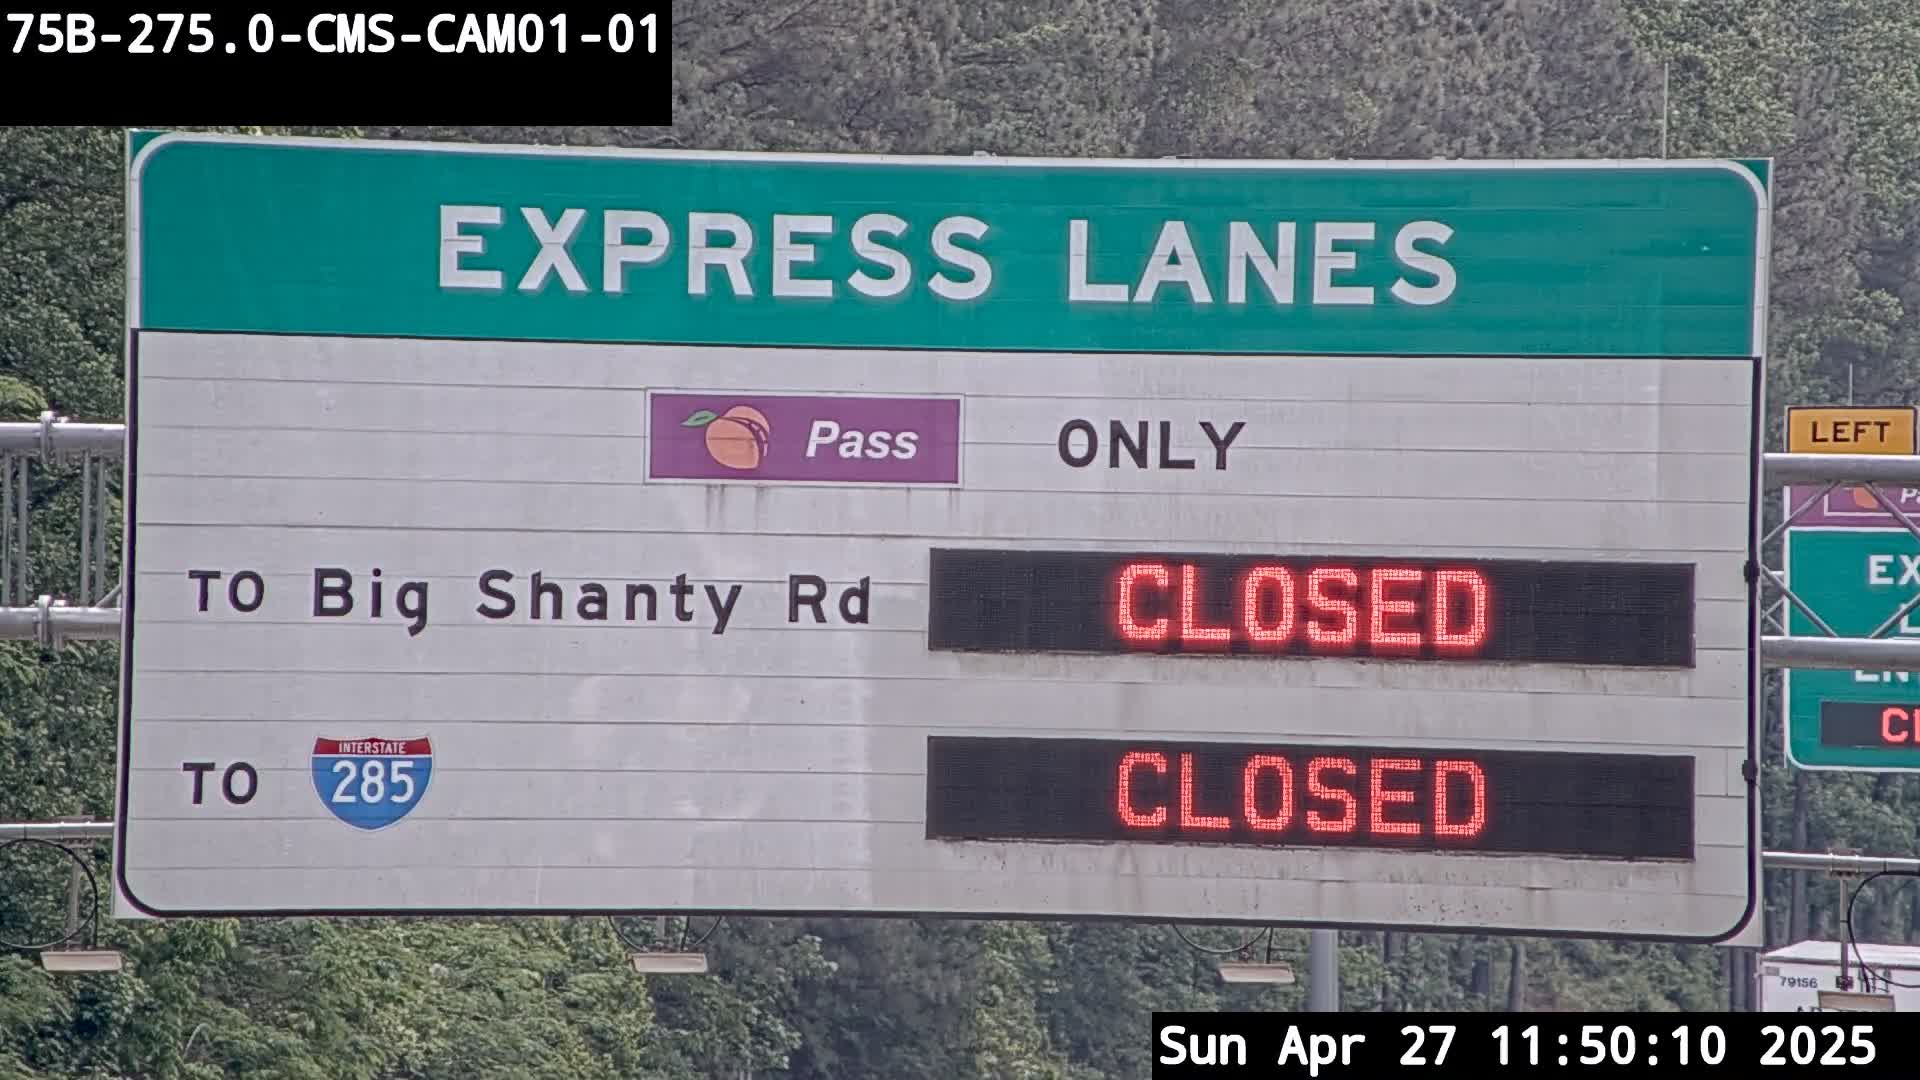 75B-275.0-CMS-CAM01-01
EXPRESS LANES
Pass ONLY
TO Big Shanty Rd CLOSED
TO INTERSTATE 285 CLOSED
LEFT
79156
Sun Apr 27 11:50:10 2025